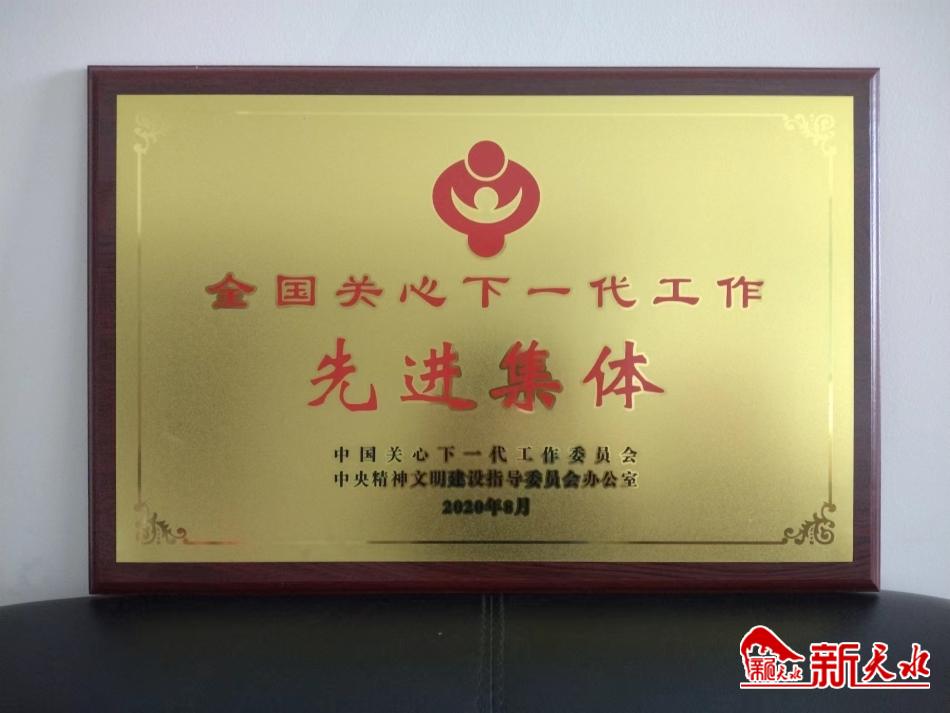 全国关心下一代工作
先进集体
中国关心下一代工作委员会
中央精神文明建设指导委员会办公室
2020年8月
新天水